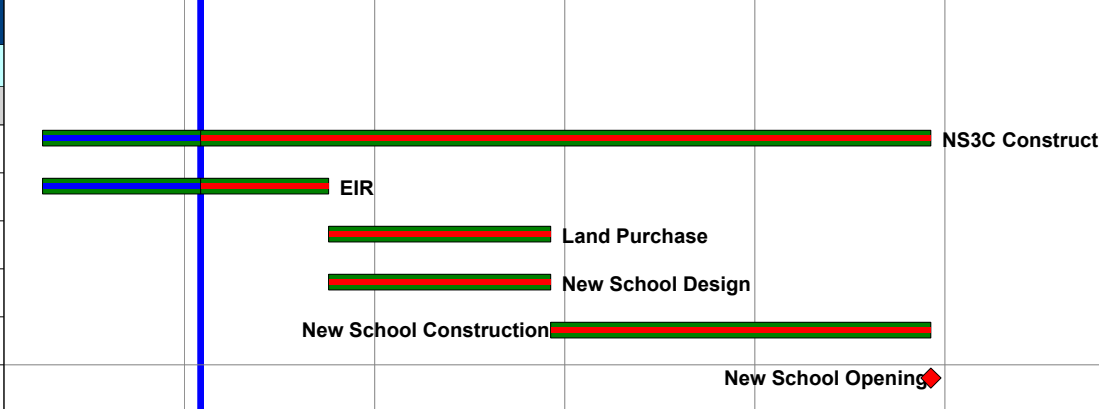 NS3C Construct
EIR
Land Purchase
New School Design
New School Construction
New School Opening